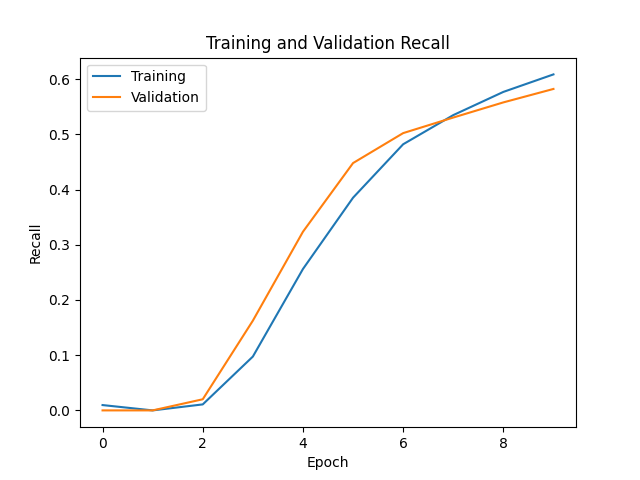 Training and Validation Recall
Training
Validation
0.6
0.5
0.4
0.3
0.2
0.1
0.0
Recall
0 2 4 6 8
Epoch